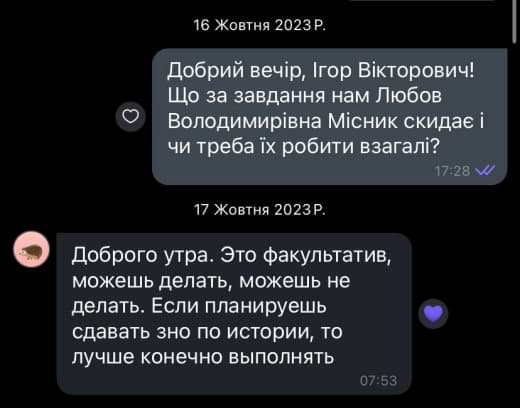 16 Жовтня 2023 Р.
Добрий вечір, Ігор Вікторович!
Що за завдання нам Любов
Володимирівна Місник скидає і
чи треба їх робити взагалі?
17:28
17 Жовтня 2023 Р.
Доброго утра. Это факультатив,
можешь делать, можешь не
делать. Если планируешь
сдавать зно по истории, то
лучше конечно выполнять
07:53